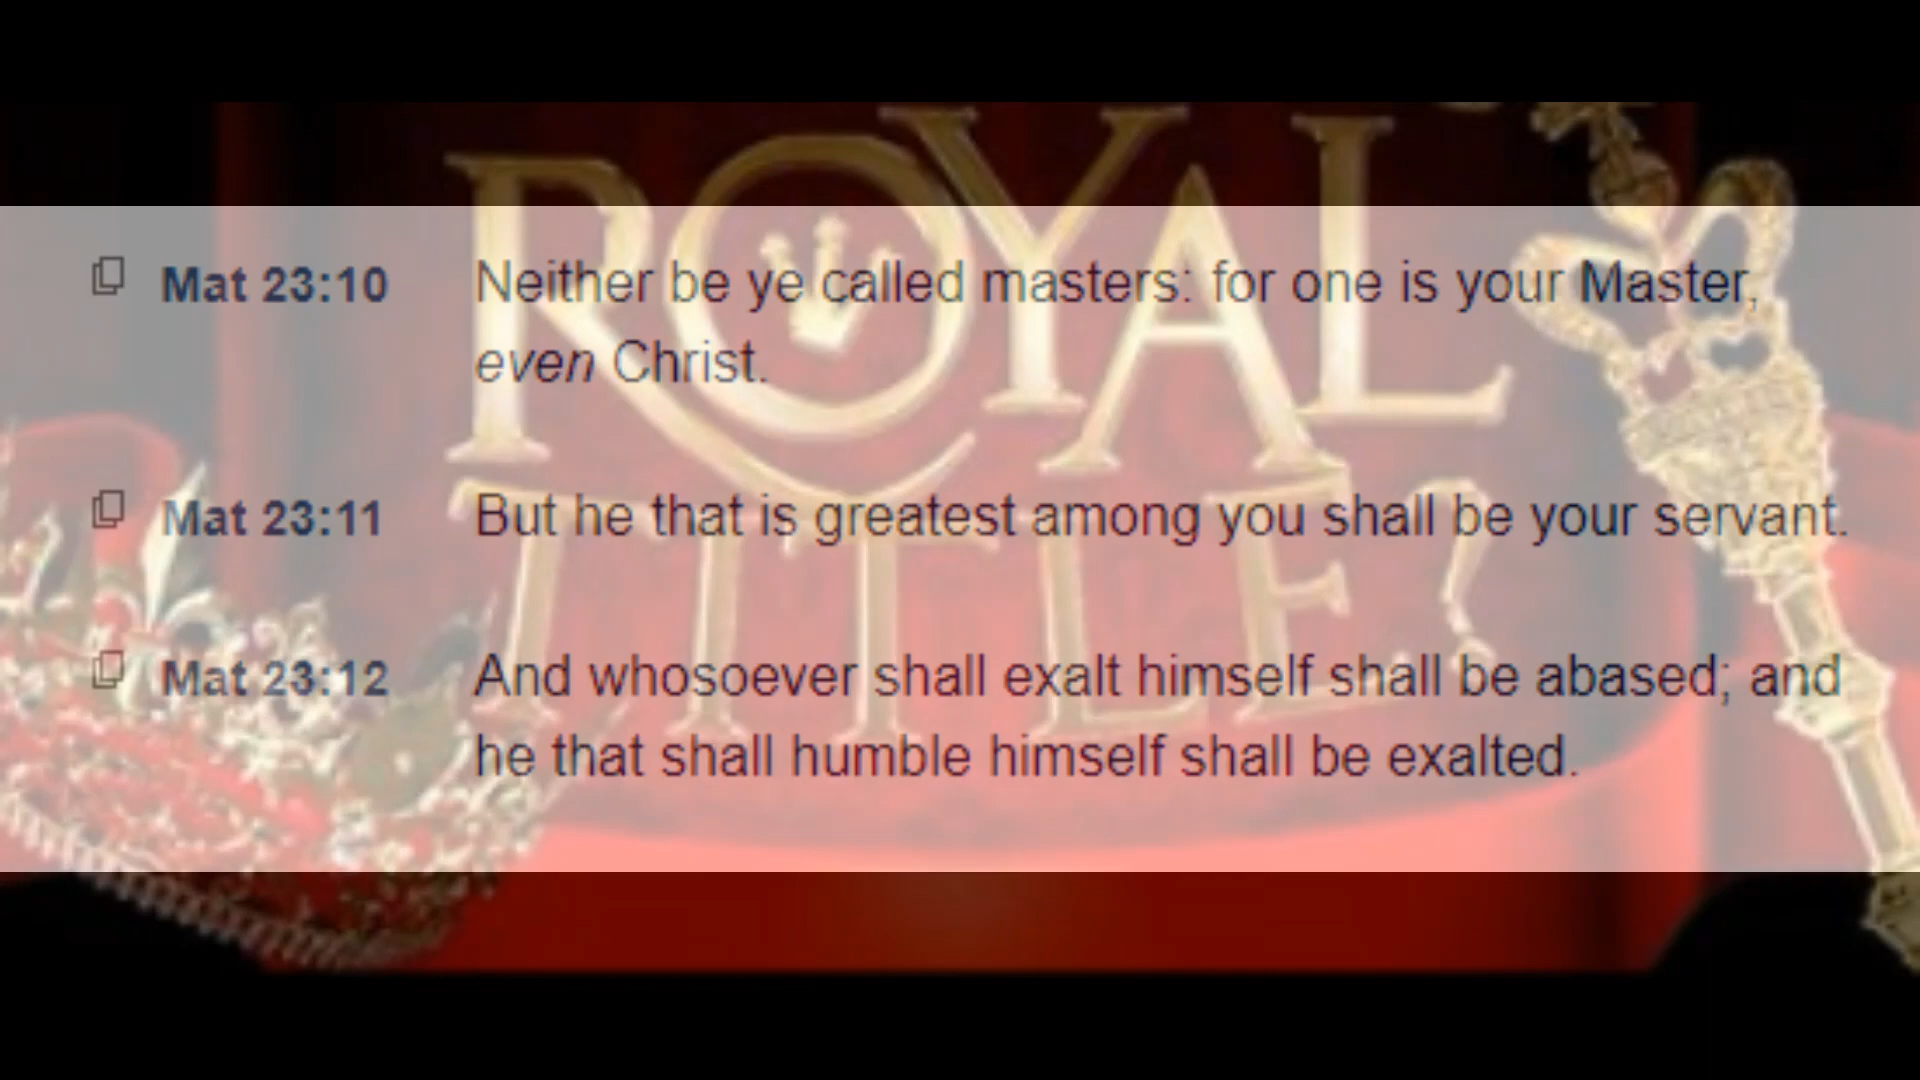 ROYAL
TITLE?
Mat 23:10 Neither be ye called masters: for one is your Master,
even Christ.
Mat 23:11 But he that is greatest among you shall be your servant.
Mat 23:12 And whosoever shall exalt himself shall be abased; and
he that shall humble himself shall be exalted.